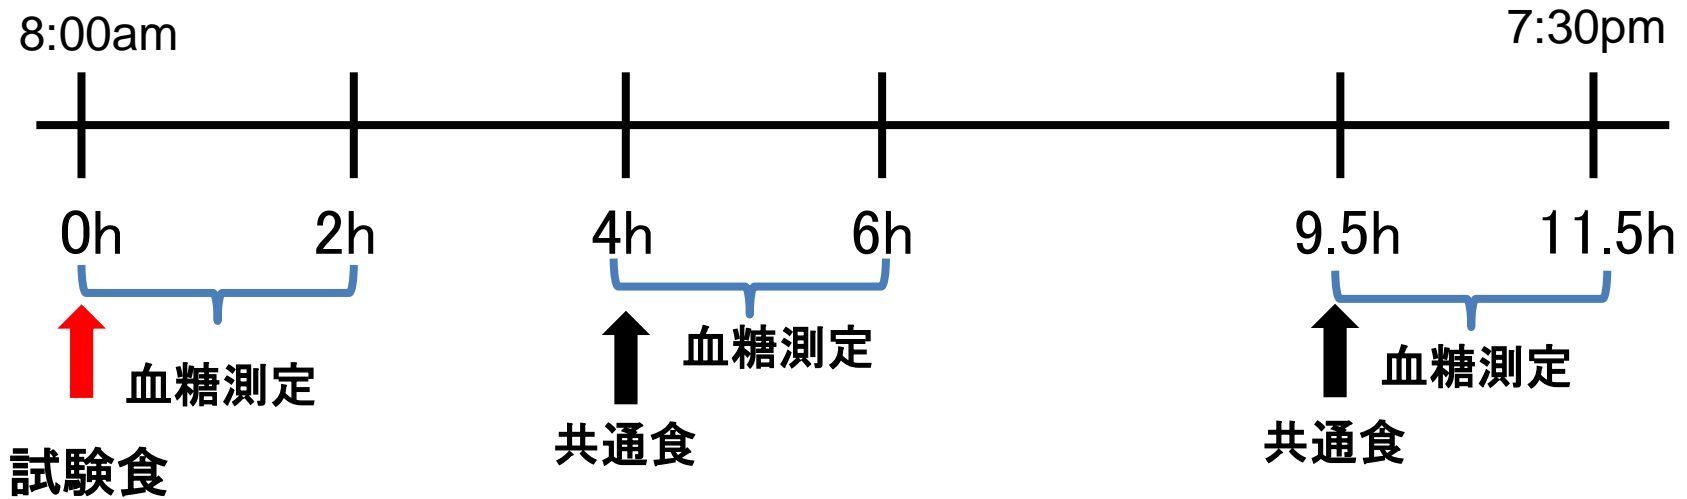 8:00am
7:30pm
0h
2h
4h
6h
9.5h
11.5h
血糖測定
血糖測定
血糖測定
試験食
共通食
共通食